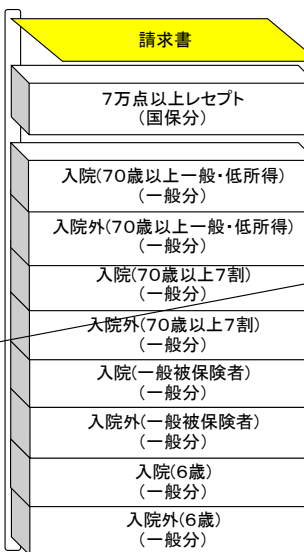 請求書
7万点以上レセプト
(国保分)
入院(70歳以上一般・低所得)
(一般分)
入院外(70歳以上一般・低所得)
(一般分)
入院(70歳以上7割)
(一般分)
入院外(70歳以上7割)
(一般分)
入院(一般被保険者)
(一般分)
入院外(一般被保険者)
(一般分)
入院(6歳)
(一般分)
入院外(6歳)
(一般分)